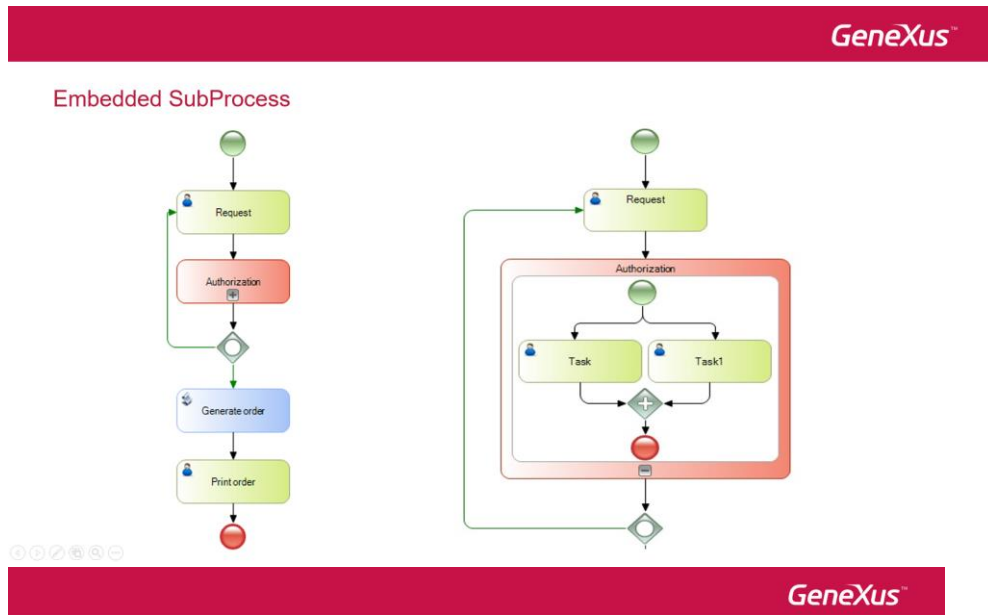 GeneXus™
Embedded SubProcess
Request
Authorization
Generate order
Print order
Request
Authorization
Task
Task1
GeneXus™